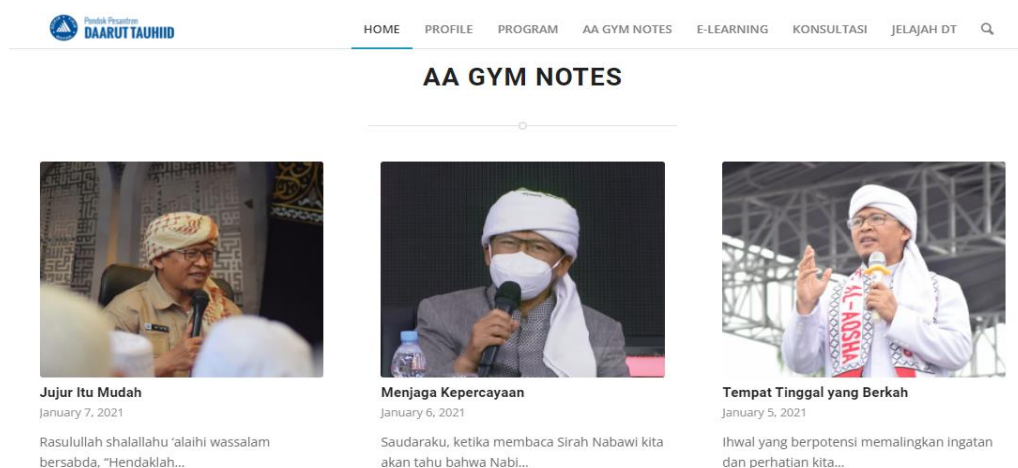 Pondok Pesantren
DAARUT TAUHIID
HOME PROFILE PROGRAM AA GYM NOTES E-LEARNING KONSULTASI JELAJAH DT
AA GYM NOTES
AL-AQSHA
Jujur Itu Mudah
January 7, 2021
Rasulullah shalallahu ‘alaihi wassalam
bersabda, “Hendaklah...
Menjaga Kepercayaan
January 6, 2021
Saudaraku, ketika membaca Sirah Nabawi kita
akan tahu bahwa Nabi...
Tempat Tinggal yang Berkah
January 5, 2021
Ihwal yang berpotensi memalingkan ingatan
dan perhatian kita...